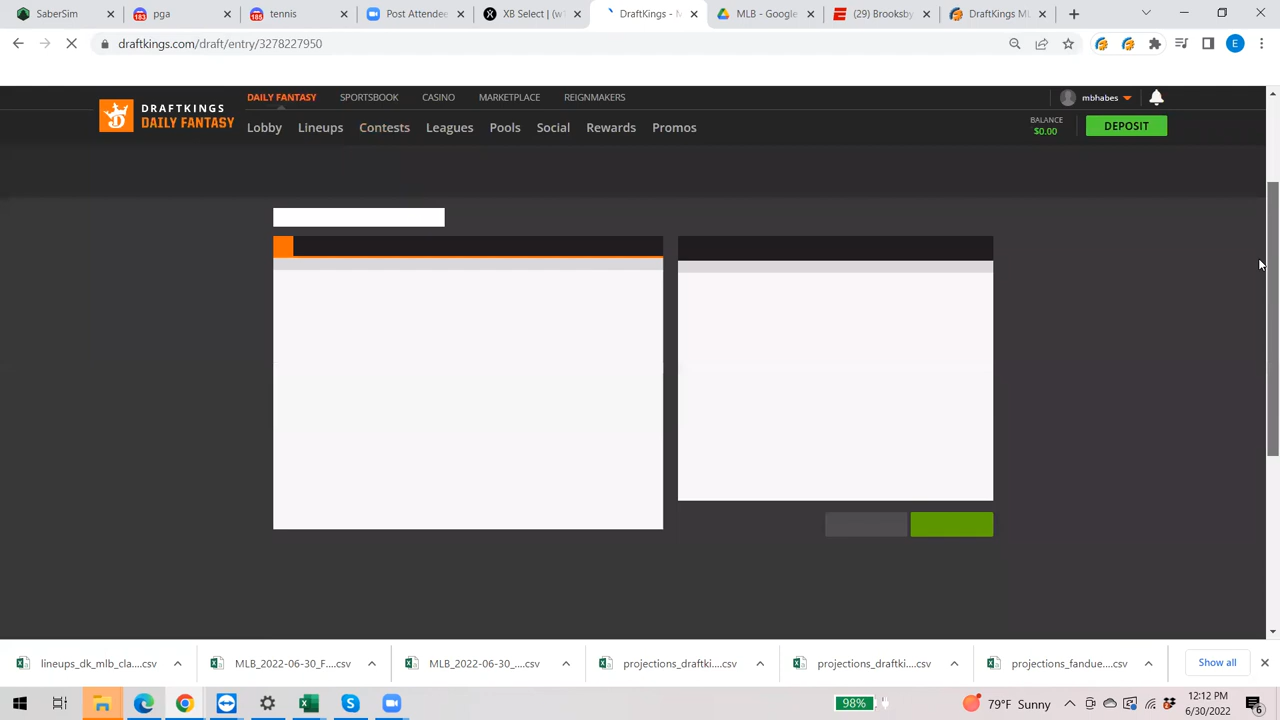 SaberSim
pga
tennis
Post Attendee
XB Select | (w
DraftKings - M
MLB - Google
(29) Brooksby
DraftKings ML
draftkings.com/draft/entry/3278227950
E
DRAFTKINGS
DAILY FANTASY
DAILY FANTASY
SPORTSBOOK
CASINO
MARKETPLACE
REIGNMAKERS
mbhabes
Lobby
Lineups
Contests
Leagues
Pools
Social
Rewards
Promos
BALANCE
$0.00
DEPOSIT
lineups_dk_mlb_cla....csv
MLB_2022-06-30_F....csv
MLB_2022-06-30_....csv
projections_draftki....csv
projections_draftki....csv
projections_fandue....csv
Show all
98%
79°F Sunny
12:12 PM
6/30/2022
6